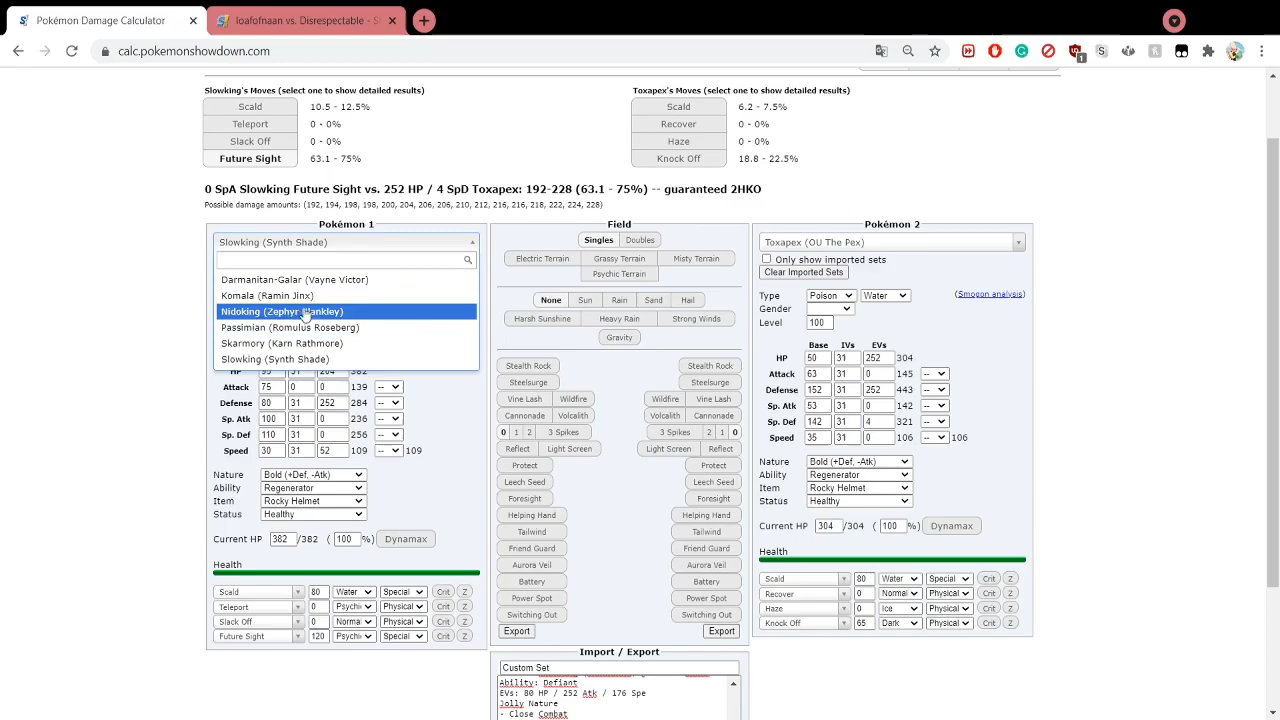 Pokémon Damage Calculator
loafofnaan vs. Disrespectable - S
calc.pokemonshowdown.com
Slowking's Moves (select one to show detailed results)
Scald 10.5 - 12.5%
Teleport 0 - 0%
Slack Off 0 - 0%
Future Sight 63.1 - 75%
Toxapex's Moves (select one to show detailed results)
Scald 6.2 - 7.5%
Recover 0 - 0%
Haze 0 - 0%
Knock Off 18.8 - 22.5%
0 SpA Slowking Future Sight vs. 252 HP / 4 SpD Toxapex: 192-228 (63.1 - 75%) -- guaranteed 2HKO
Possible damage amounts: (192, 194, 198, 198, 200, 204, 206, 206, 210, 212, 216, 216, 218, 222, 224, 228)
Pokémon 1
Slowking (Synth Shade)
Darmanitan-Galar (Vayne Victor)
Komala (Ramin Jinx)
Nidoking (Zephyr
Passimian (Romulus Roseberg)
Skarmory (Karn Rathmore)
Slowking (Synth Shade)
Attack 75 0 0 139 --
Defense 80 31 252 284 --
Sp. Atk 100 31 0 236 --
Sp. Def 110 31 0 256 --
Speed 30 31 52 109 -- 109
Nature Bold (+Def, -Atk)
Ability Regenerator
Item Rocky Helmet
Status Healthy
Current HP 382 /382 ( 100 %) Dynamax
Health
Scald 80 Water Special Crit Z
Teleport 0 Psychi Physical Crit Z
Slack Off 0 Normal Physical Crit Z
Future Sight 120 Psychi Special Crit Z
Field
Singles Doubles
Electric Terrain Grassy Terrain Misty Terrain
Psychic Terrain
None Sun Rain Sand Hail
Harsh Sunshine Heavy Rain Strong Winds
Gravity
Stealth Rock Stealth Rock
Steelsurge Steelsurge
Vine Lash Wildfire Wildfire Vine Lash
Cannonade Volcalith Volcalith Cannonade
0 1 2 3 Spikes 3 Spikes 2 1 0
Reflect Light Screen Light Screen Reflect
Protect Protect
Leech Seed Leech Seed
Foresight Foresight
Helping Hand Helping Hand
Tailwind Tailwind
Friend Guard Friend Guard
Aurora Veil Aurora Veil
Battery Battery
Power Spot Power Spot
Switching Out Switching Out
Export Export
Pokémon 2
Toxapex (OU The Pex)
Only show imported sets
Clear Imported Sets
Type Poison Water (Smogon analysis)
Gender
Level 100
Base IVs EVs
HP 50 31 252 304
Attack 63 31 0 145 --
Defense 152 31 252 443 --
Sp. Atk 53 31 0 142 --
Sp. Def 142 31 4 321 --
Speed 35 31 0 106 -- 106
Nature Bold (+Def, -Atk)
Ability Regenerator
Item Rocky Helmet
Status Healthy
Current HP 304 /304 ( 100 %) Dynamax
Health
Scald 80 Water Special Crit Z
Recover 0 Normal Physical Crit Z
Haze 0 Ice Physical Crit Z
Knock Off 65 Dark Physical Crit Z
Import / Export
Custom Set
Ability: Defiant
EVs: 80 HP / 252 Atk / 176 Spe
Jolly Nature
- Close Combat